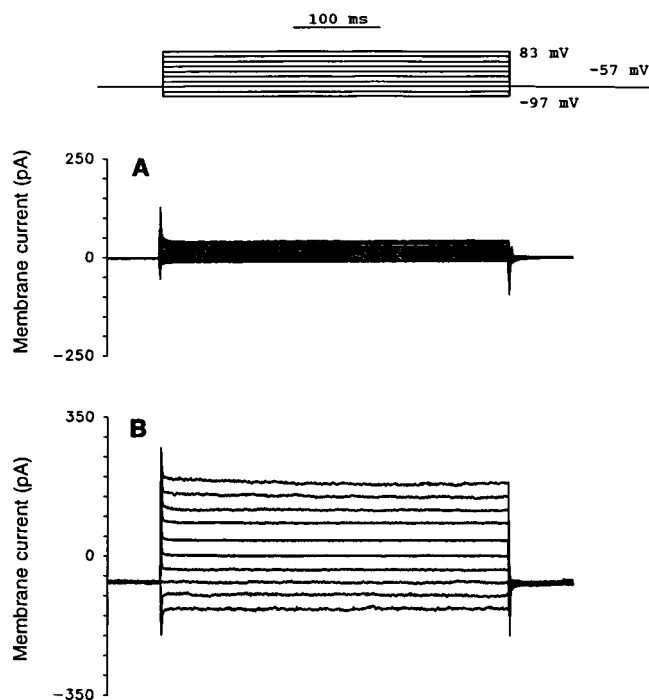 100 ms
83 mV
-57 mV
-97 mV
A
250
0
-250
Membrane current (pA)
B
350
0
-350
Membrane current (pA)